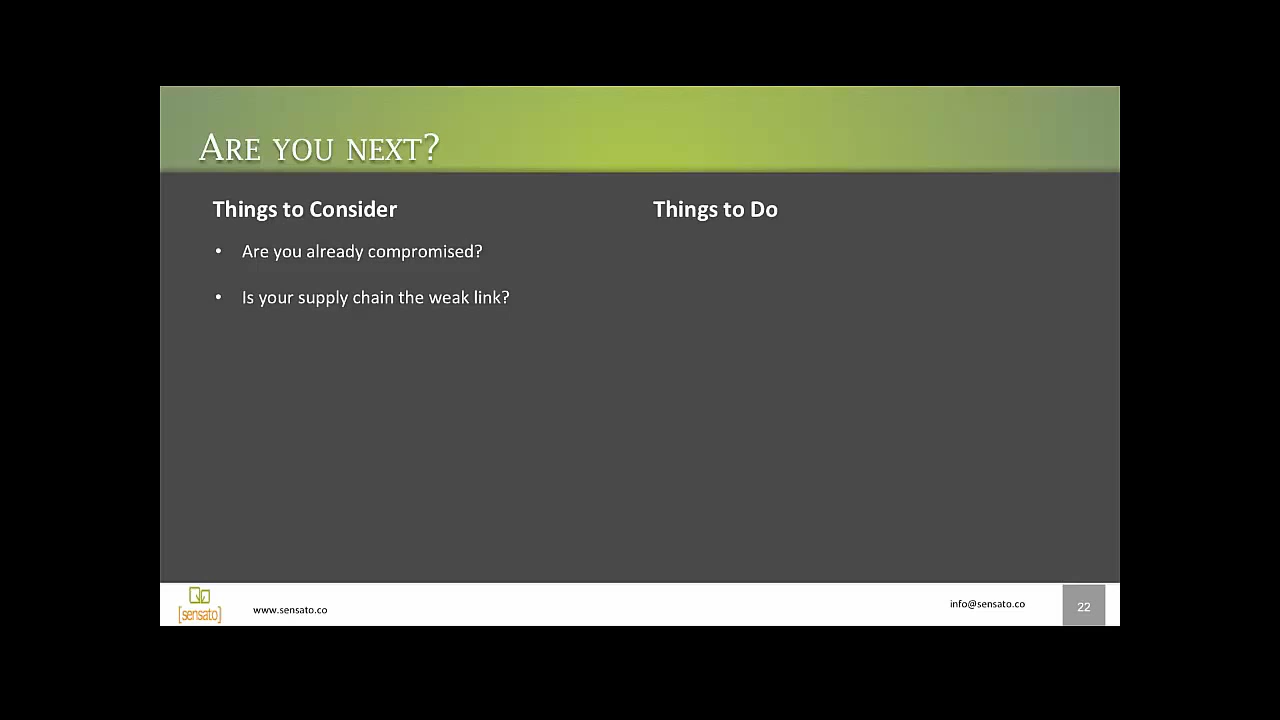 ARE YOU NEXT?
Things to Consider
• Are you already compromised?
• Is your supply chain the weak link?
Things to Do
[sensato]
www.sensato.co
info@sensato.co
22